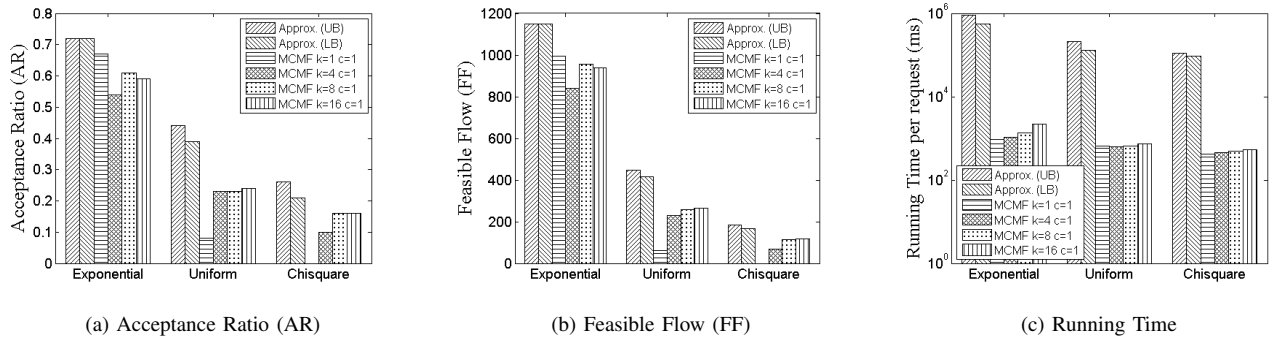 0.8
0.7
0.6
0.5
0.4
0.3
0.2
0.1
0
Acceptance Ratio (AR)
Approx. (UB)
Approx. (LB)
MCMF k=1 c=1
MCMF k=4 c=1
MCMF k=8 c=1
MCMF k=16 c=1
Exponential Uniform Chisquare
(a) Acceptance Ratio (AR)
1200
1000
800
600
400
200
0
Feasible Flow (FF)
Approx. (UB)
Approx. (LB)
MCMF k=1 c=1
MCMF k=4 c=1
MCMF k=8 c=1
MCMF k=16 c=1
Exponential Uniform Chisquare
(b) Feasible Flow (FF)
10^6
10^4
10^2
10^0
Running Time per request (ms)
Approx. (UB)
Approx. (LB)
MCMF k=1 c=1
MCMF k=4 c=1
MCMF k=8 c=1
MCMF k=16 c=1
Exponential Uniform Chisquare
(c) Running Time